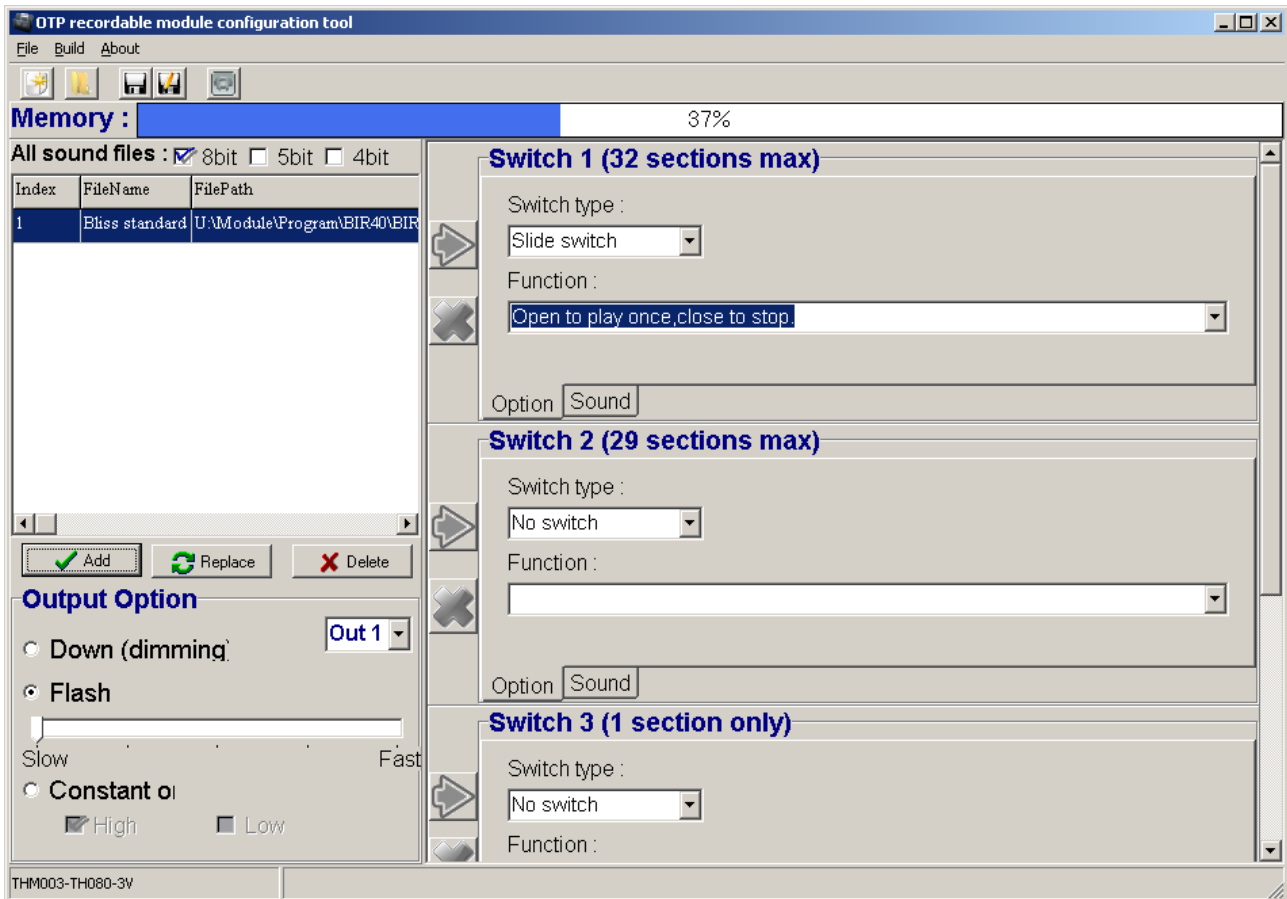 OTP recordable module configuration tool
File Build About
Memory : 37%
All sound files : 8bit 5bit 4bit
Index FileName FilePath
1 Bliss standard U:\Module\Program\BIR40\BIR
Add Replace Delete
Output Option
Out 1
Down (dimming)
Flash
Slow Fast
Constant o
High Low
Switch 1 (32 sections max)
Switch type :
Slide switch
Function :
Open to play once,close to stop.
Option Sound
Switch 2 (29 sections max)
Switch type :
No switch
Function :
Option Sound
Switch 3 (1 section only)
Switch type :
No switch
Function :
THM003-TH080-3V